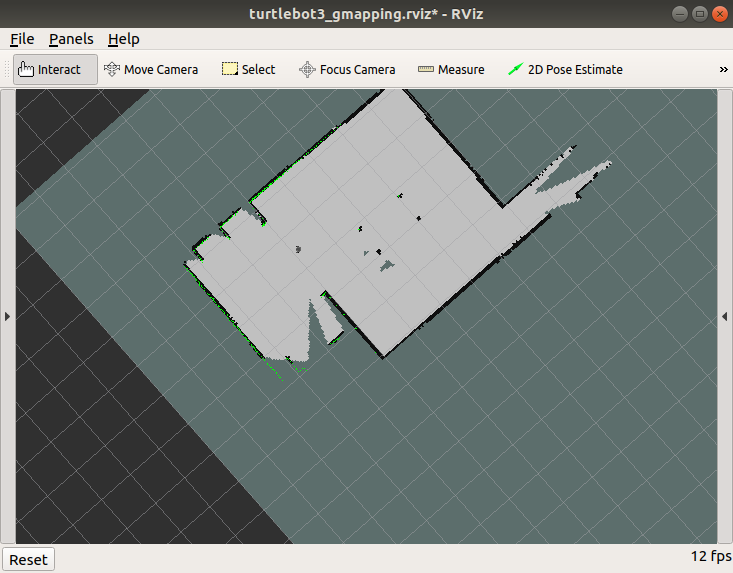 turtlebot3_gmapping.rviz* - RViz
File Panels Help
Interact Move Camera Select Focus Camera Measure 2D Pose Estimate »
Reset 12 fps